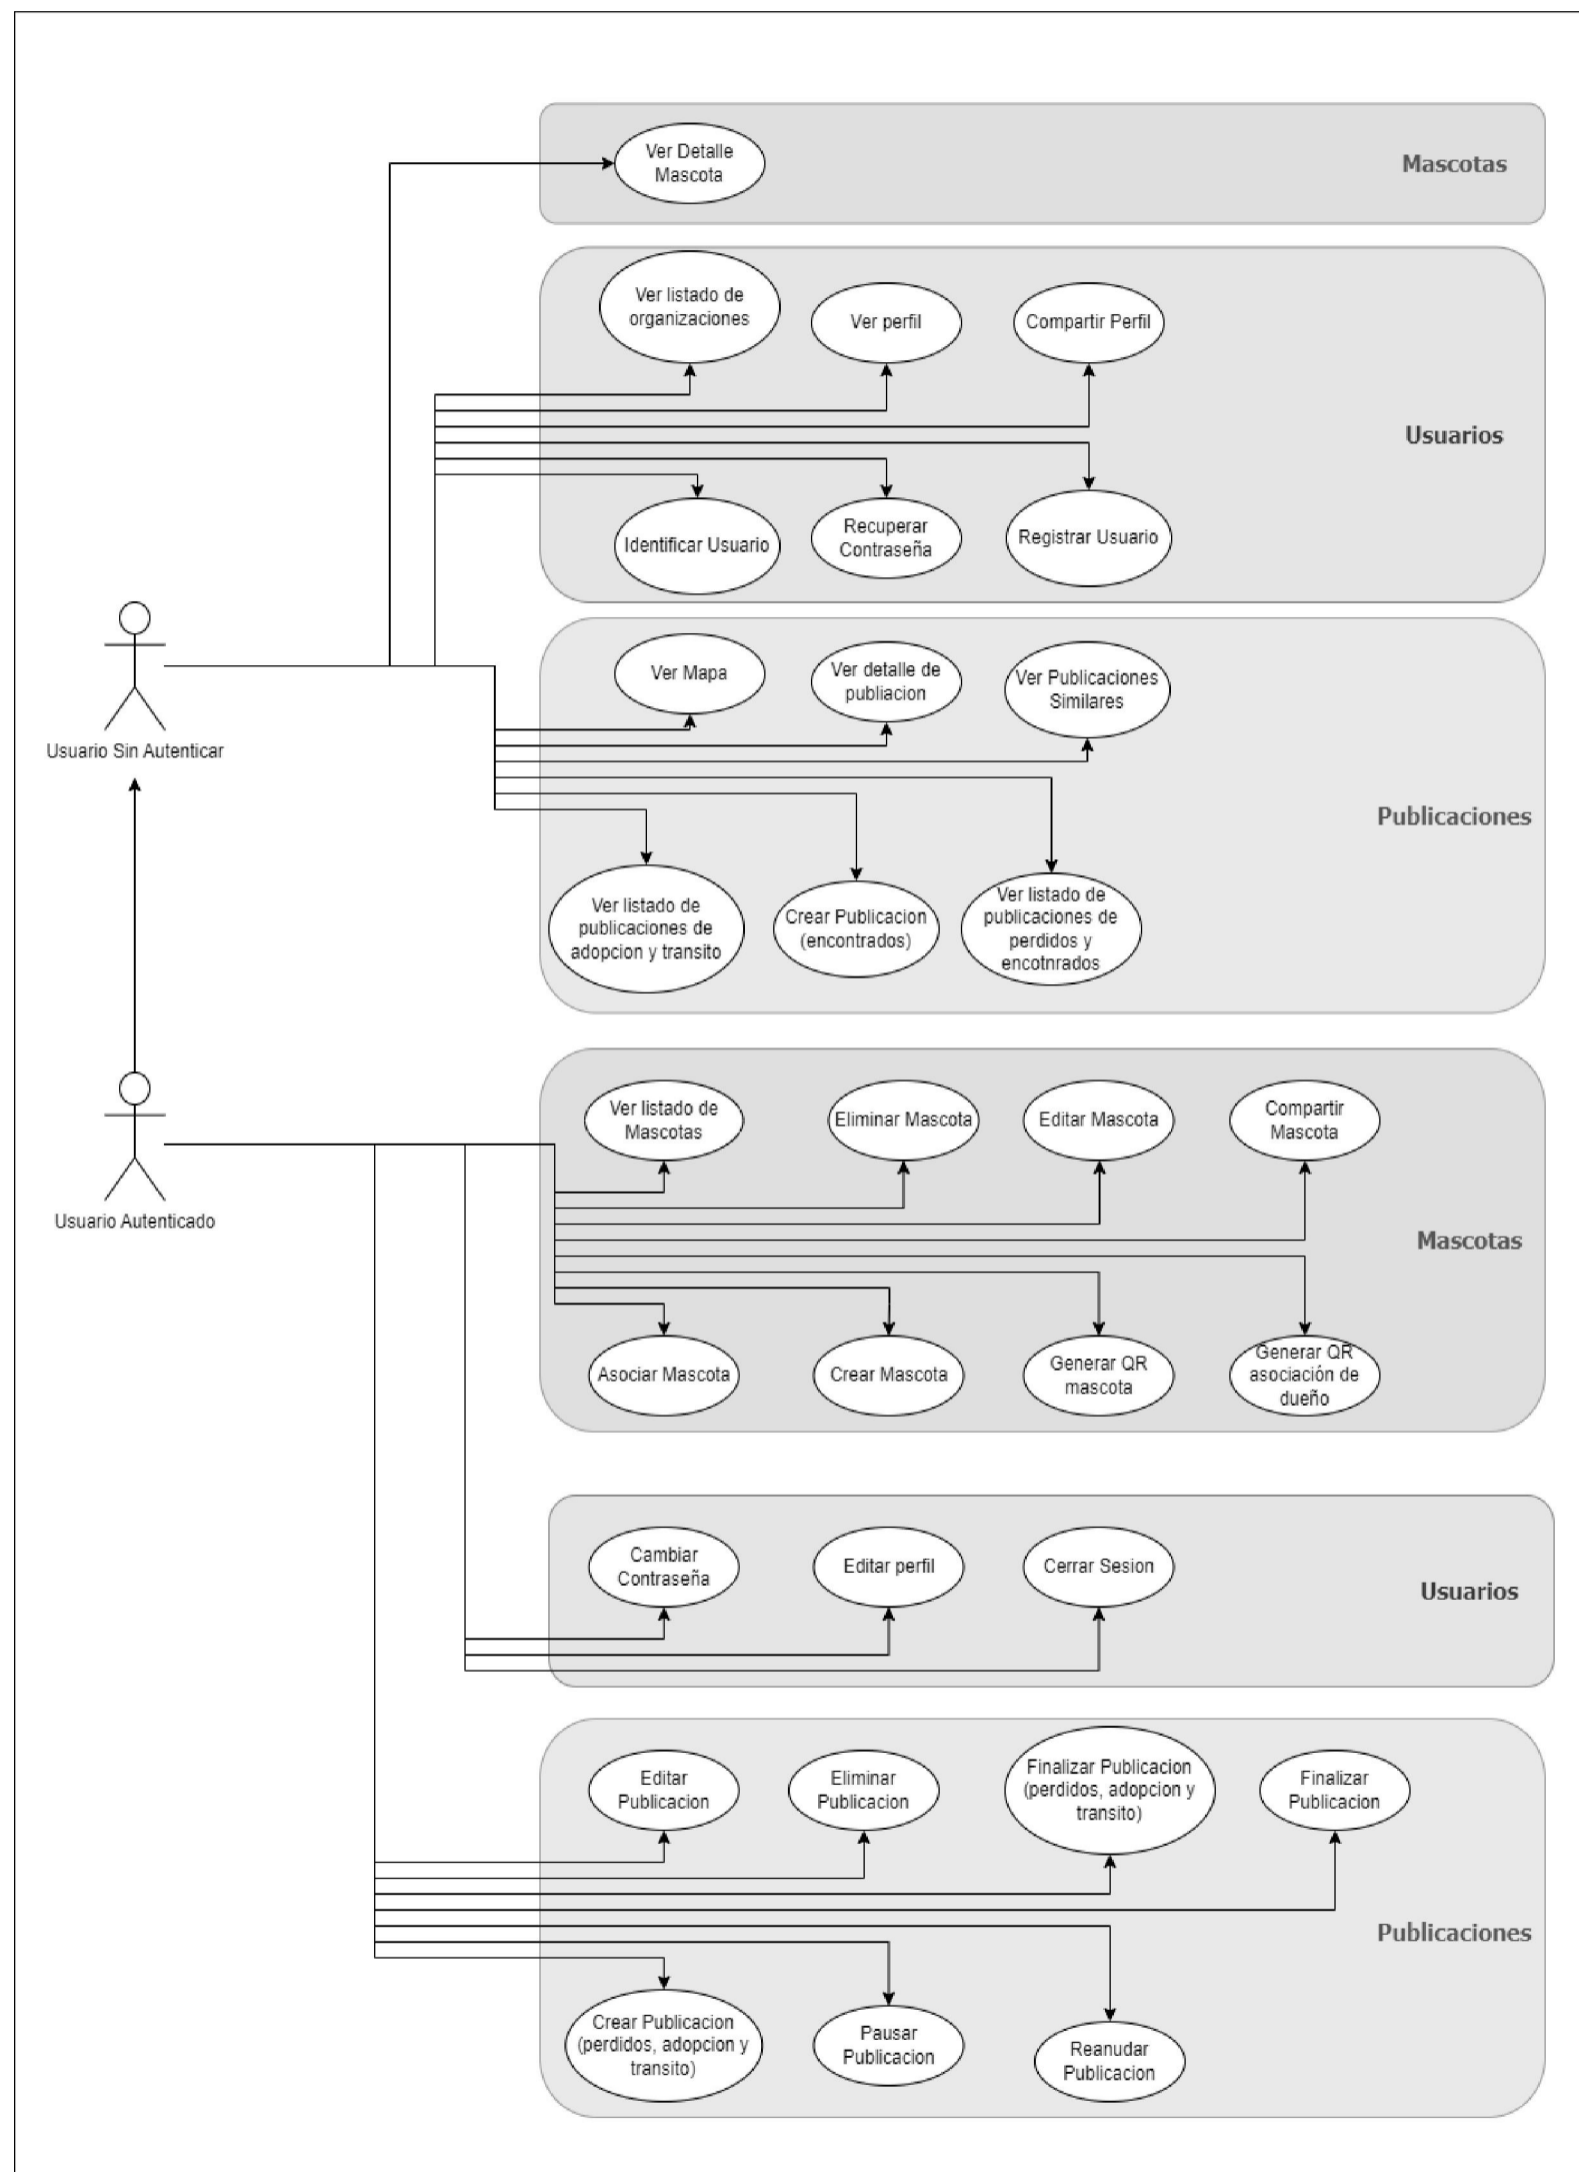 Ver Detalle
Mascota
Mascotas
Ver listado de
organizaciones
Ver perfil
Compartir Perfil
Usuarios
Identificar Usuario
Recuperar
Contraseña
Registrar Usuario
Usuario Sin Autenticar
Ver Mapa
Ver detalle de
publiacion
Ver Publicaciones
Similares
Publicaciones
Ver listado de
publicaciones de
adopcion y transito
Crear Publicacion
(encontrados)
Ver listado de
publicaciones de
perdidos y
encotnrados
Usuario Autenticado
Ver listado de
Mascotas
Eliminar Mascota
Editar Mascota
Compartir
Mascota
Mascotas
Asociar Mascota
Crear Mascota
Generar QR
mascota
Generar QR
asociación de
dueño
Cambiar
Contraseña
Editar perfil
Cerrar Sesion
Usuarios
Editar
Publicacion
Eliminar
Publicacion
Finalizar Publicacion
(perdidos, adopcion y
transito)
Finalizar
Publicacion
Publicaciones
Crear Publicacion
(perdidos, adopcion y
transito)
Pausar
Publicacion
Reanudar
Publicacion